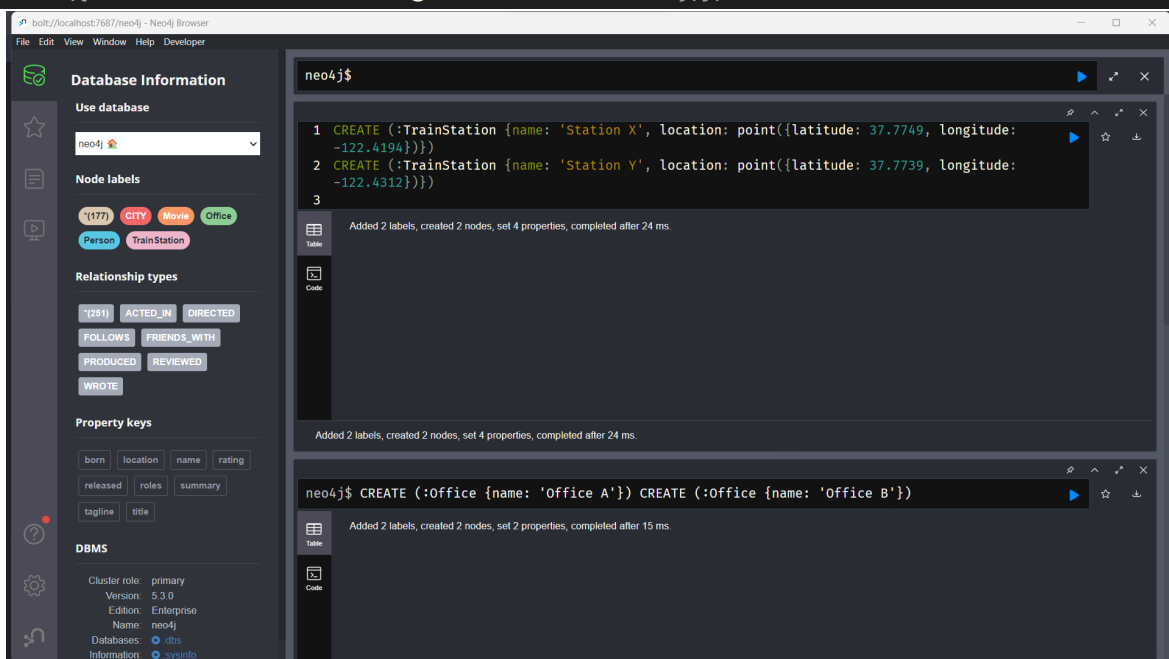 bolt://localhost:7687/neo4j - Neo4j Browser
File Edit View Window Help Developer
Database Information
Use database
neo4j
Node labels
*(177) CITY Movie Office
Person TrainStation
Relationship types
*(251) ACTED_IN DIRECTED
FOLLOWS FRIENDS_WITH
PRODUCED REVIEWED
WROTE
Property keys
born location name rating
released roles summary
tagline title
DBMS
Cluster role: primary
Version: 5.3.0
Edition: Enterprise
Name: neo4j
Databases: dbs
Information: sysinfo
neo4j$
1 CREATE (:TrainStation {name: 'Station X', location: point({latitude: 37.7749, longitude:
-122.4194})})
2 CREATE (:TrainStation {name: 'Station Y', location: point({latitude: 37.7739, longitude:
-122.4312})})
3
Table
Code
Added 2 labels, created 2 nodes, set 4 properties, completed after 24 ms.
Added 2 labels, created 2 nodes, set 4 properties, completed after 24 ms.
neo4j$ CREATE (:Office {name: 'Office A'}) CREATE (:Office {name: 'Office B'})
Table
Code
Added 2 labels, created 2 nodes, set 2 properties, completed after 15 ms.